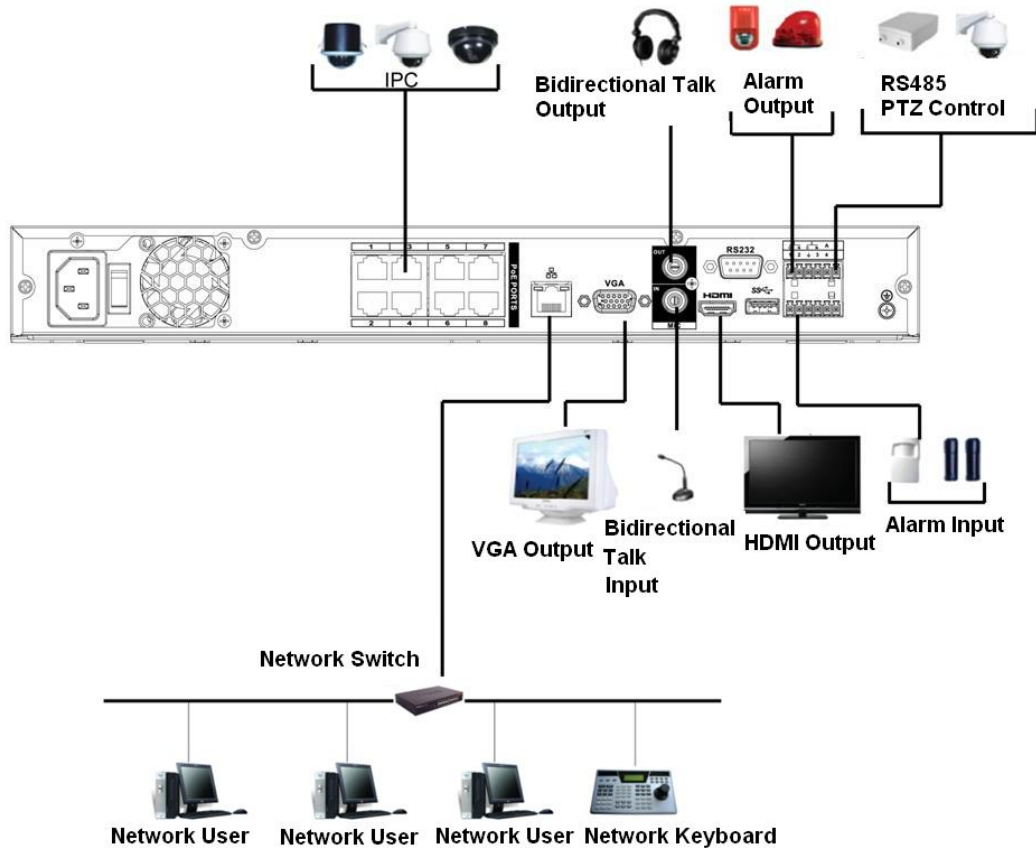 IPC
Bidirectional Talk
Output
Alarm
Output
RS485
PTZ Control
1 3 5 7
2 4 6 8
PoE PORTS
VGA
OUT
IN
MIC
RS232
HDMI
VGA Output
Bidirectional
Talk
Input
HDMI Output
Alarm Input
Network Switch
Network User
Network User
Network User
Network Keyboard